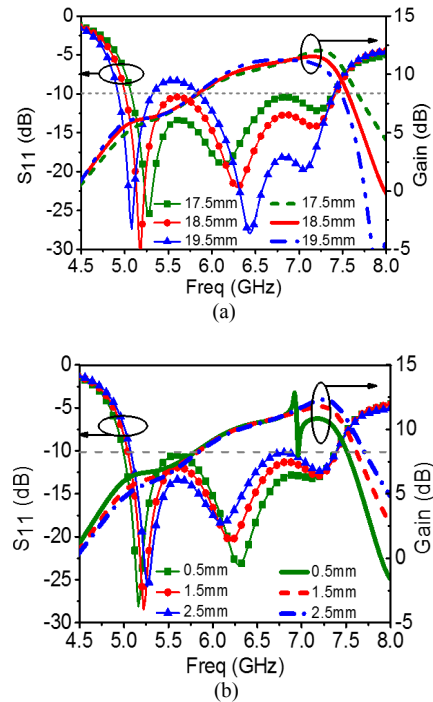 0
-5
-10
-15
-20
-25
-30
S11 (dB)
15
10
5
0
-5
Gain (dB)
17.5mm 17.5mm
18.5mm 18.5mm
19.5mm 19.5mm
4.5 5.0 5.5 6.0 6.5 7.0 7.5 8.0
Freq (GHz)
(a)
0
-5
-10
-15
-20
-25
-30
S11 (dB)
15
10
5
0
-5
Gain (dB)
0.5mm 0.5mm
1.5mm 1.5mm
2.5mm 2.5mm
4.5 5.0 5.5 6.0 6.5 7.0 7.5 8.0
Freq (GHz)
(b)